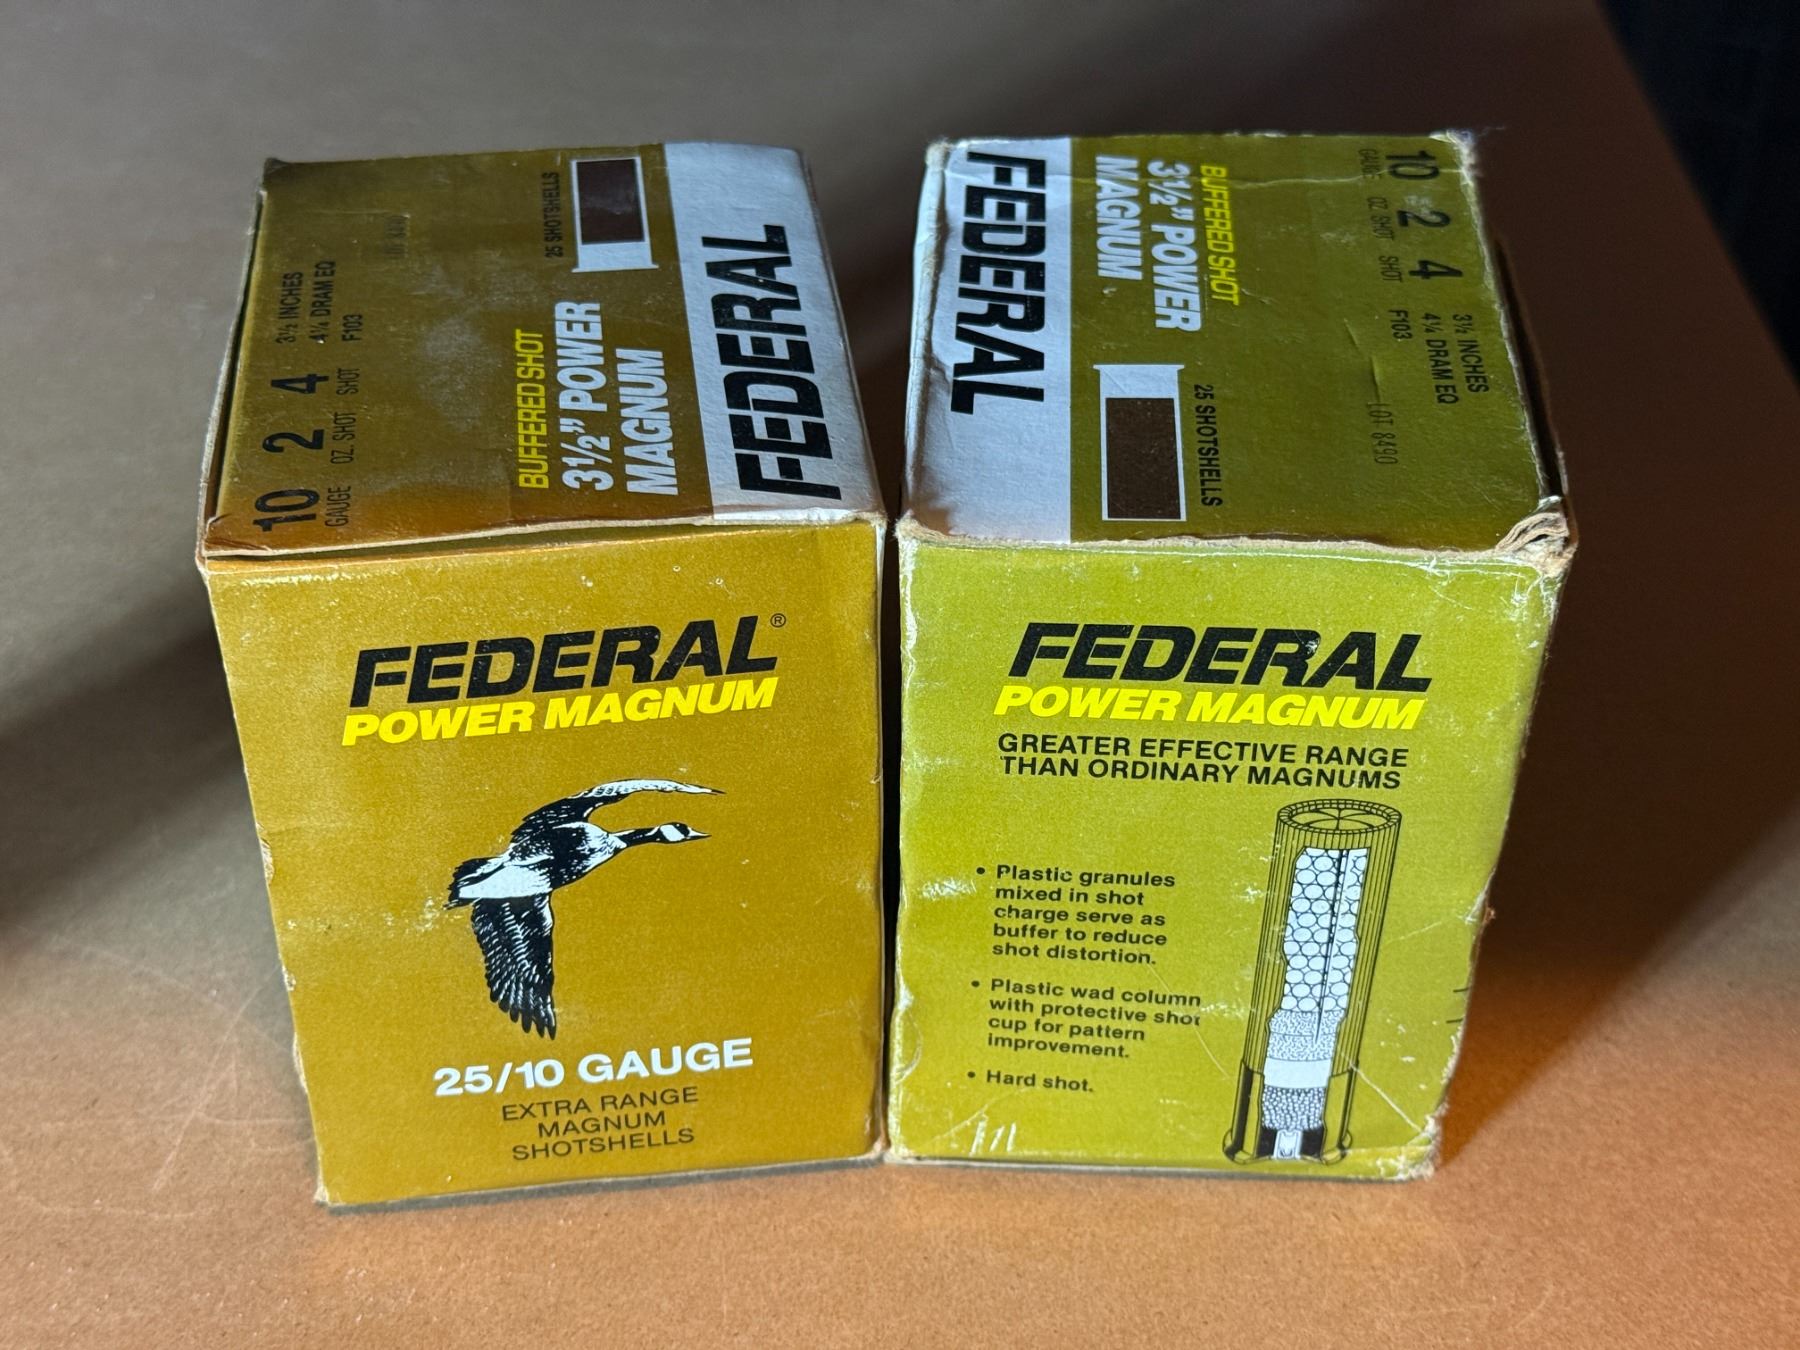 10 2 4 3½ INCHES
4¼ DRAM EQ
GAUGE OZ. SHOT SHOT F103
25 SHOTSHELLS
BUFFERED SHOT
3½" POWER
MAGNUM
FEDERAL
FEDERAL®
POWER MAGNUM
25/10 GAUGE
EXTRA RANGE
MAGNUM
SHOTSHELLS
FEDERAL
BUFFERED SHOT
3½" POWER
MAGNUM
25 SHOTSHELLS
10 2 4 3½ INCHES
4¼ DRAM EQ
GAUGE OZ. SHOT SHOT F103
LOT 8490
FEDERAL
POWER MAGNUM
GREATER EFFECTIVE RANGE
THAN ORDINARY MAGNUMS
• Plastic granules
mixed in shot
charge serve as
buffer to reduce
shot distortion.
• Plastic wad column
with protective shot
cup for pattern
improvement.
• Hard shot.